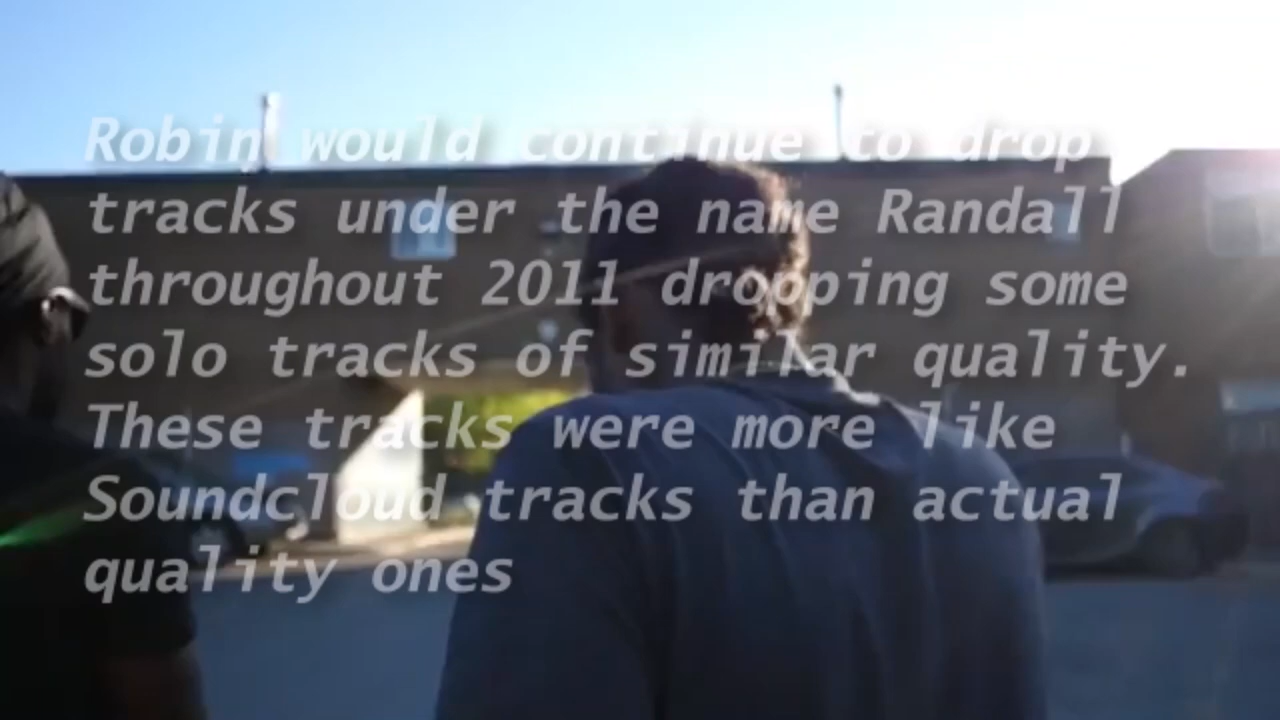 Robin would continue to drop
tracks under the name Randall
throughout 2011 dropping some
solo tracks of similar quality.
These tracks were more like
Soundcloud tracks than actual
quality ones